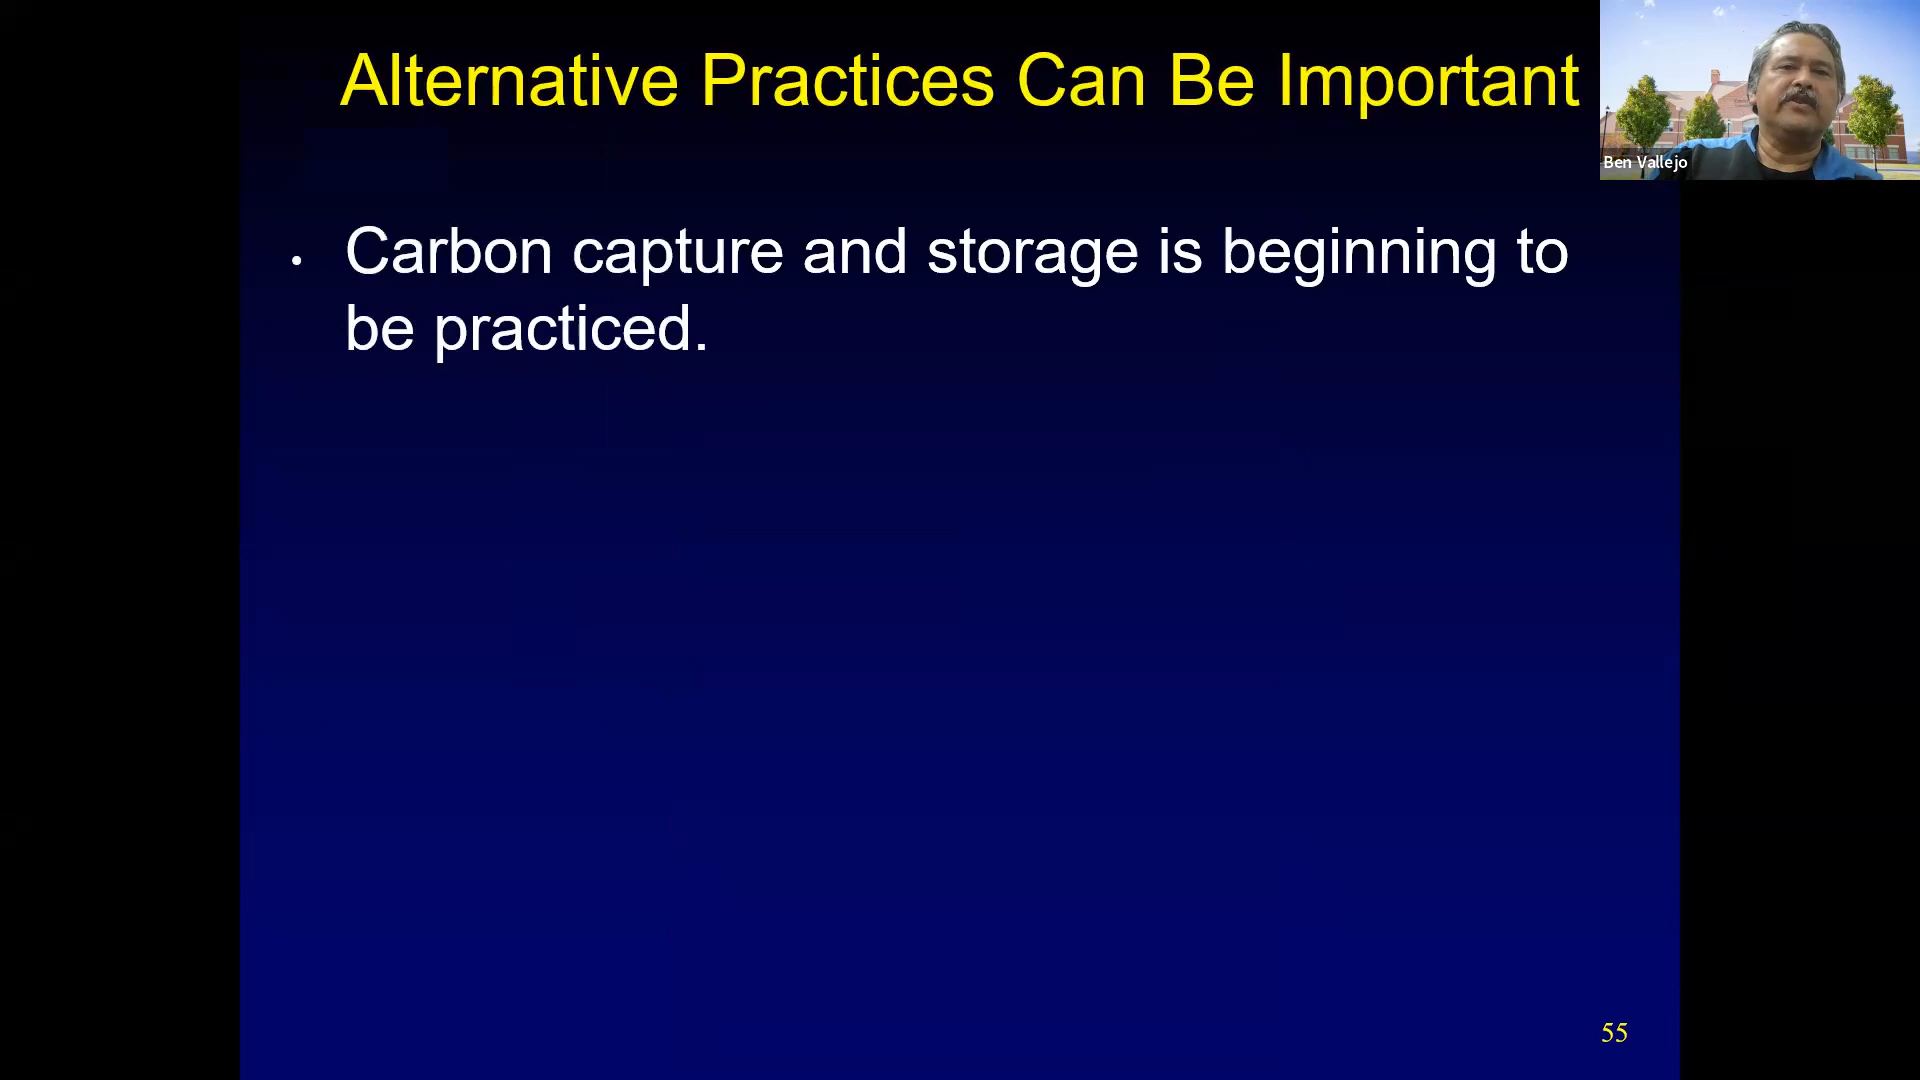 Alternative Practices Can Be Important
Ben Vallejo
• Carbon capture and storage is beginning to
be practiced.
55